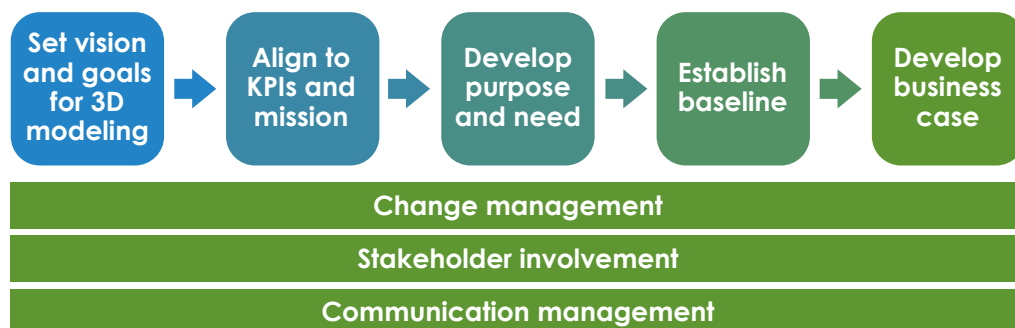 Set vision
and goals
for 3D
modeling
Align to
KPIs and
mission
Develop
purpose
and need
Establish
baseline
Develop
business
case
Change management
Stakeholder involvement
Communication management